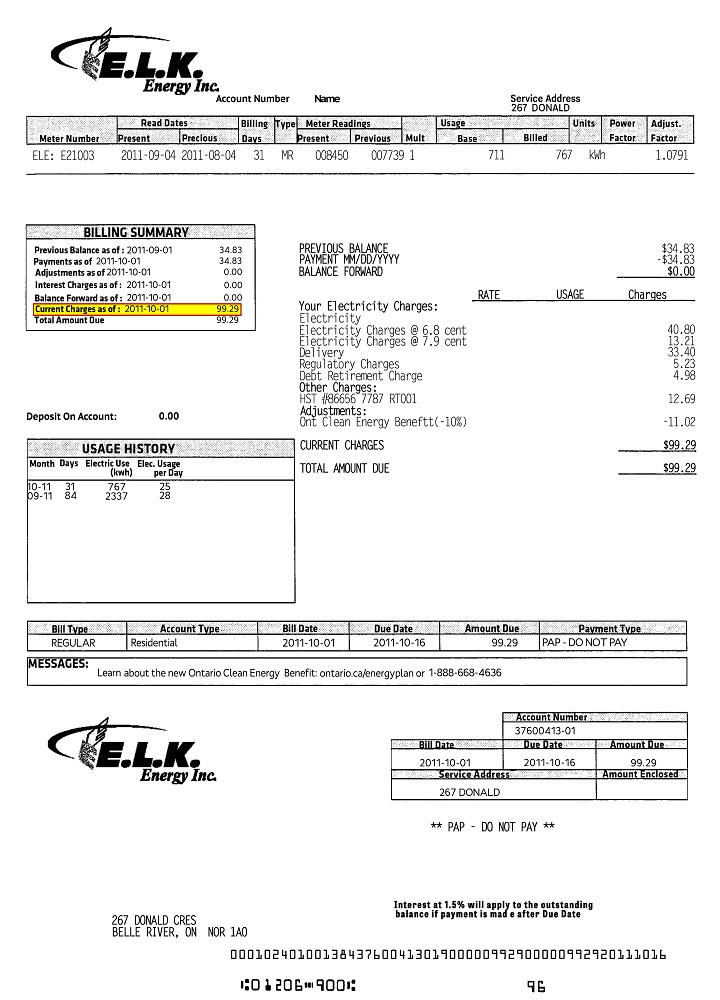 E.L.K.
Energy Inc.
Account Number Name Service Address
267 DONALD
Read Dates Billing Type Meter Readings Usage Units Power Adjust.
Meter Number Present Precious Days Present Previous Mult Base Billed Factor Factor
ELE: E21003 2011-09-04 2011-08-04 31 MR 008450 007739 1 711 767 kWh 1.0791
BILLING SUMMARY
Previous Balance as of : 2011-09-01 34.83
Payments as of 2011-10-01 34.83
Adjustments as of 2011-10-01 0.00
Interest Charges as of : 2011-10-01 0.00
Balance Forward as of : 2011-10-01 0.00
Current Charges as of : 2011-10-01 99.29
Total Amount Due 99.29
PREVIOUS BALANCE $34.83
PAYMENT MM/DD/YYYY -$34.83
BALANCE FORWARD $0.00
RATE USAGE Charges
Your Electricity Charges:
Electricity
Electricity Charges @ 6.8 cent 40.80
Electricity Charges @ 7.9 cent 13.21
Delivery 33.40
Regulatory Charges 5.23
Debt Retirement Charge 4.98
Other Charges:
HST #86656 7787 RT001 12.69
Adjustments:
Ont Clean Energy Beneftt(-10%) -11.02
CURRENT CHARGES $99.29
TOTAL AMOUNT DUE $99.29
Deposit On Account: 0.00
USAGE HISTORY
Month Days Electric Use Elec. Usage
(kwh) per Day
10-11 31 767 25
09-11 84 2337 28
Bill Type Account Type Bill Date Due Date Amount Due Payment Type
REGULAR Residential 2011-10-01 2011-10-16 99.29 PAP - DO NOT PAY
MESSAGES:
Learn about the new Ontario Clean Energy Benefit: ontario.ca/energyplan or 1-888-668-4636
E.L.K.
Energy Inc.
Account Number
37600413-01
Bill Date Due Date Amount Due
2011-10-01 2011-10-16 99.29
Service Address Amount Enclosed
267 DONALD
** PAP - DO NOT PAY **
Interest at 1.5% will apply to the outstanding
balance if payment is mad e after Due Date
267 DONALD CRES
BELLE RIVER, ON N0R 1A0
000102401001384376004130190000099290000099292011101​6
⑆01206⑈900⑆ 96